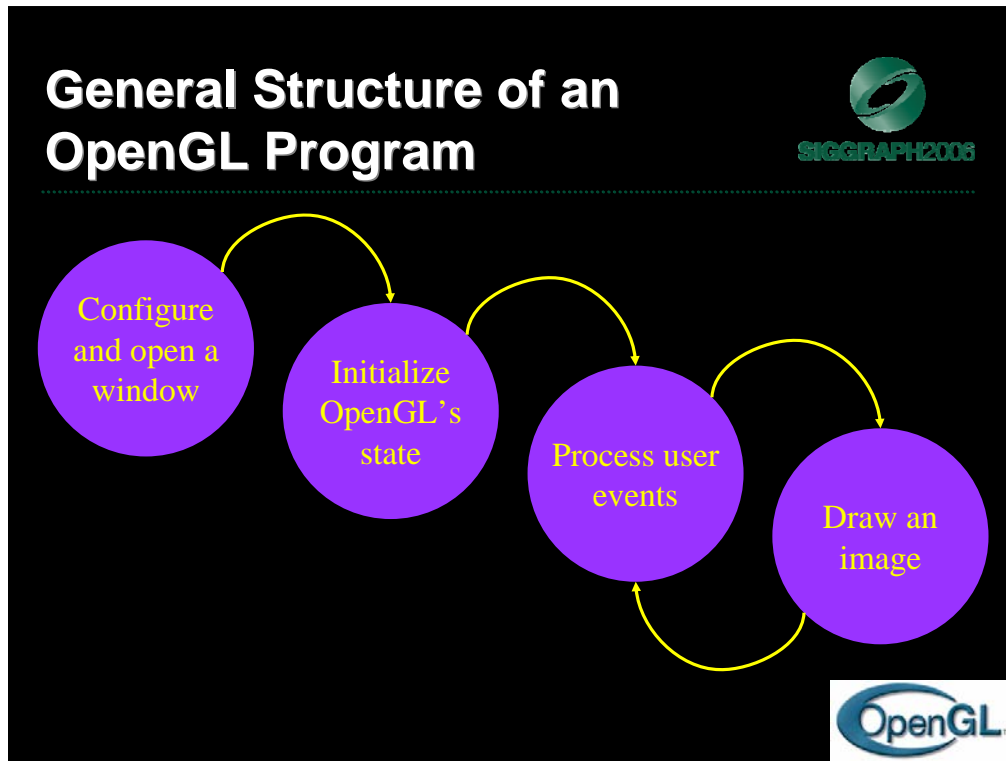 General Structure of an
OpenGL Program
SIGGRAPH2006
Configure
and open a
window
Initialize
OpenGL’s
state
Process user
events
Draw an
image
OpenGL